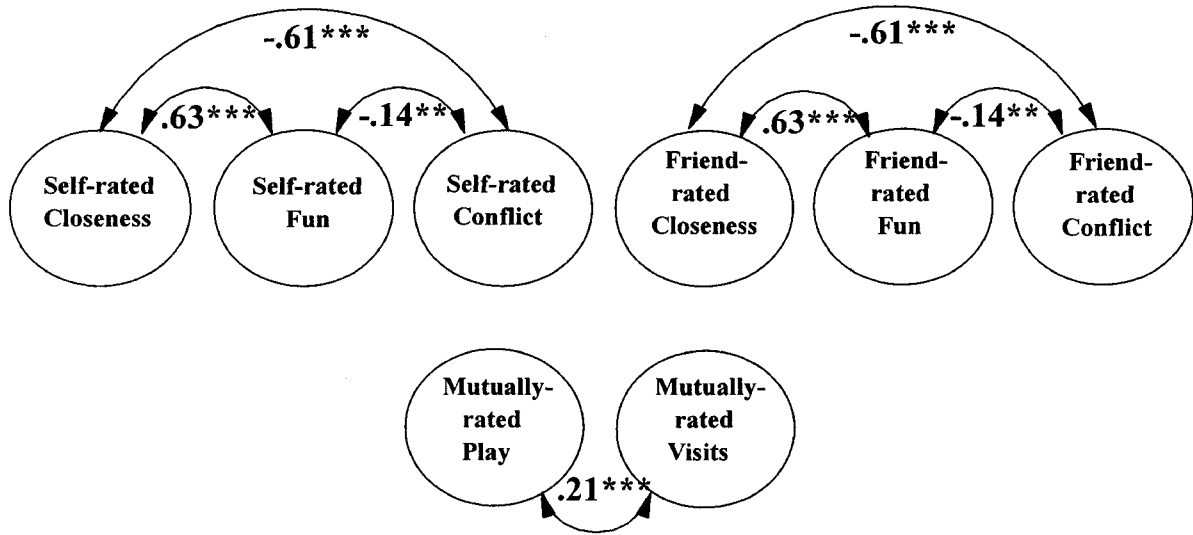 -.61***
-.61***
.63***
-.14**
.63***
-.14**
Self-rated
Closeness
Self-rated
Fun
Self-rated
Conflict
Friend-
rated
Closeness
Friend-
rated
Fun
Friend-
rated
Conflict
Mutually-
rated
Play
Mutually-
rated
Visits
.21***